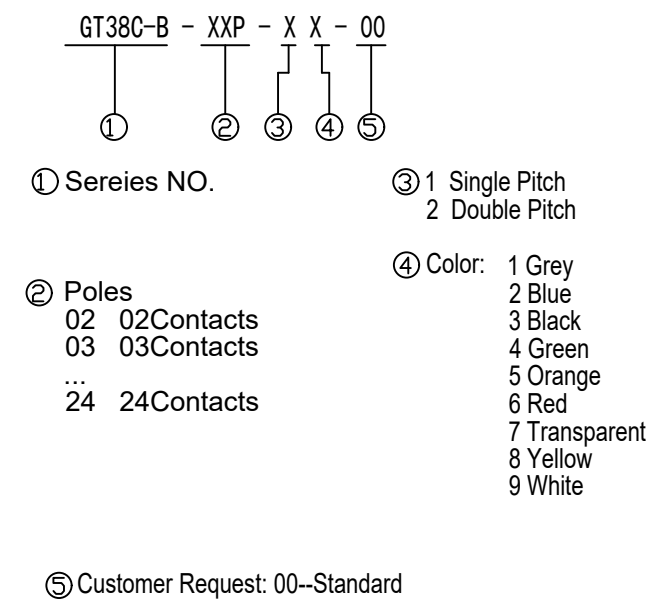 GT38C-B - XXP - X X - 00
① ② ③ ④ ⑤
① Sereies NO.
② Poles
02 02Contacts
03 03Contacts
...
24 24Contacts
③ 1 Single Pitch
2 Double Pitch
④ Color: 1 Grey
2 Blue
3 Black
4 Green
5 Orange
6 Red
7 Transparent
8 Yellow
9 White
⑤ Customer Request: 00--Standard